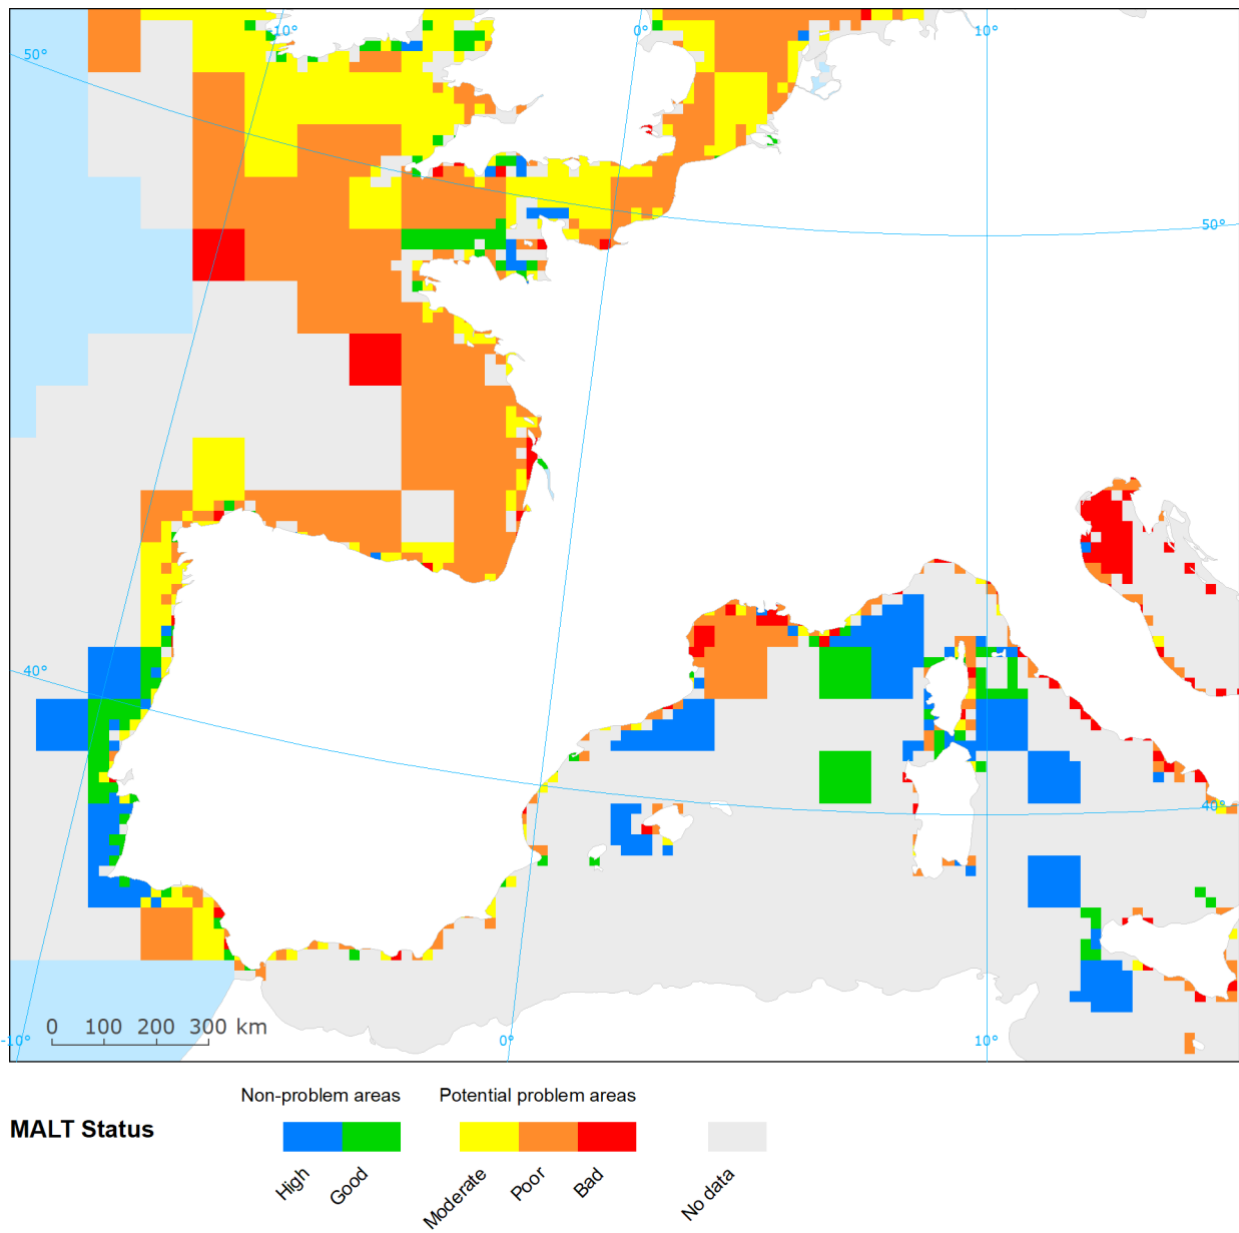 -10° 0° 10°
50°
50°
40°
40°
0 100 200 300 km
-10° 0° 10°
Non-problem areas Potential problem areas
MALT Status
High Good Moderate Poor Bad No data